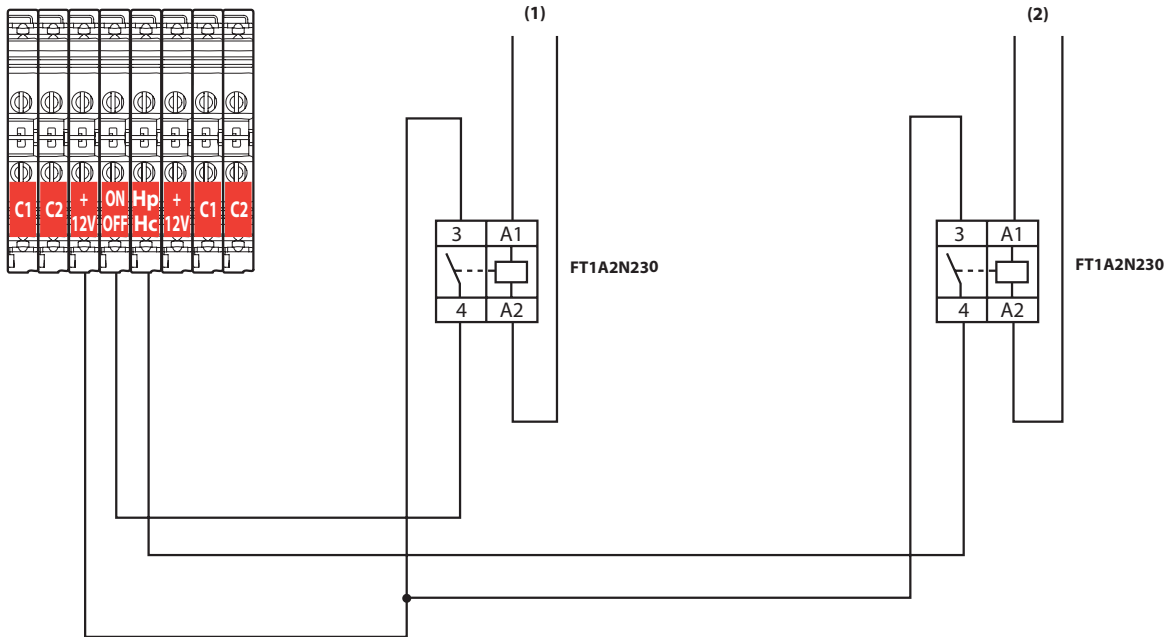 (1)
(2)
C1
C2
+
12V
ON
OFF
Hp
Hc
+
12V
C1
C2
3
A1
4
A2
FT1A2N230
3
A1
4
A2
FT1A2N230